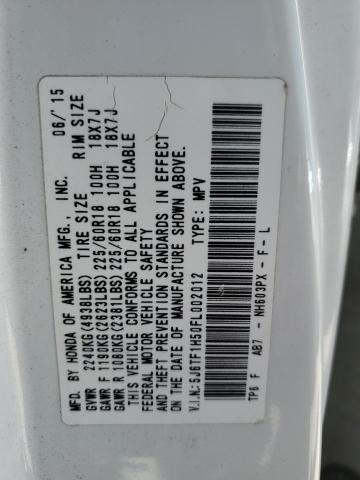 MFD. BY HONDA OF AMERICA MFG., INC. 06/'15
GVWR 2240KG(4938LBS) TIRE SIZE RIM SIZE
GAWR F 1190KG(2623LBS) 225/60R18 100H 18X7J
GAWR R 1080KG(2381LBS) 225/60R18 100H 18X7J
THIS VEHICLE CONFORMS TO ALL APPLICABLE
FEDERAL MOTOR VEHICLE SAFETY
AND THEFT PREVENTION STANDARDS IN EFFECT
ON THE DATE OF MANUFACTURE SHOWN ABOVE.
V.I.N.:5J6TF1H50FL002012 TYPE: MPV
TP6 F AB7 - NH603PX - F - L